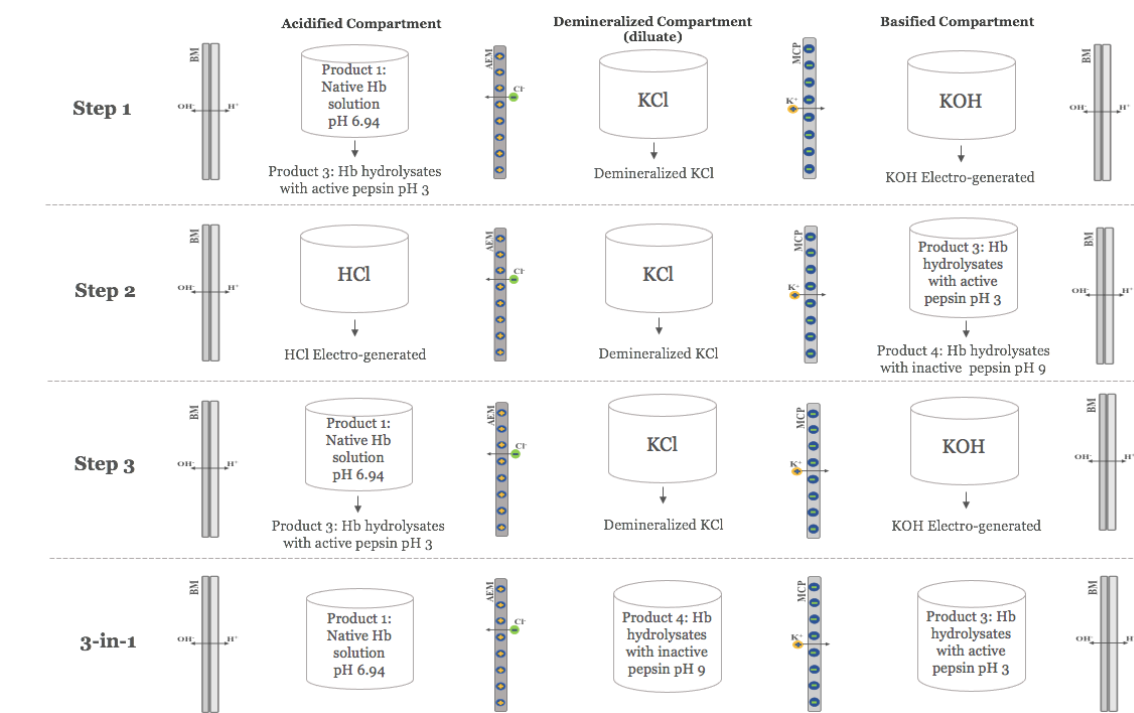 Acidified Compartment
Demineralized Compartment
(diluate)
Basified Compartment
Step 1
BM
OH-
H+
Product 1:
Native Hb
solution
pH 6.94
Product 3: Hb hydrolysates
with active pepsin pH 3
AEM
Cl-
KCl
Demineralized KCl
MCP
K+
KOH
KOH Electro-generated
BM
OH-
H+
Step 2
BM
OH-
H+
HCl
HCl Electro-generated
AEM
Cl-
KCl
Demineralized KCl
MCP
K+
Product 3: Hb
hydrolysates
with active
pepsin pH 3
Product 4: Hb hydrolysates
with inactive pepsin pH 9
BM
OH-
H+
Step 3
BM
OH-
H+
Product 1:
Native Hb
solution
pH 6.94
Product 3: Hb hydrolysates
with active pepsin pH 3
AEM
Cl-
KCl
Demineralized KCl
MCP
K+
KOH
KOH Electro-generated
BM
OH-
H+
3-in-1
BM
OH-
H+
Product 1:
Native Hb
solution
pH 6.94
AEM
Cl-
Product 4: Hb
hydrolysates
with inactive
pepsin pH 9
MCP
K+
Product 3: Hb
hydrolysates
with active
pepsin pH 3
BM
OH-
H